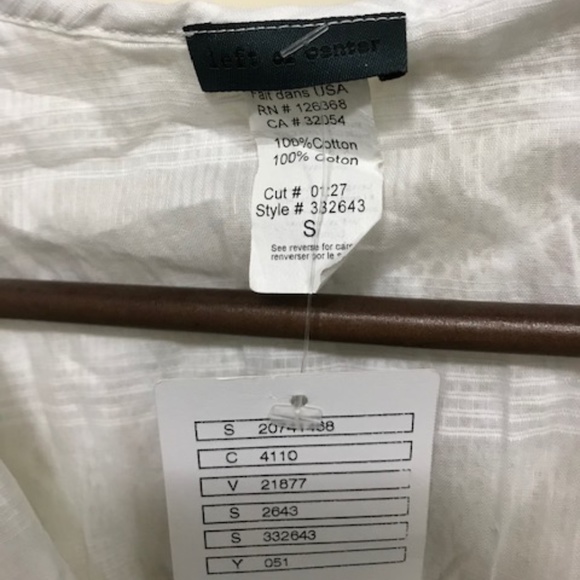 left of center
Fait dans USA
RN # 126368
CA # 32054
100%Cotton
100% Coton
Cut # 01:27
Style # 332643
S
See reverse for care
renverser por le
S 20741438
C 4110
V 21877
S 2643
S 332643
Y 051